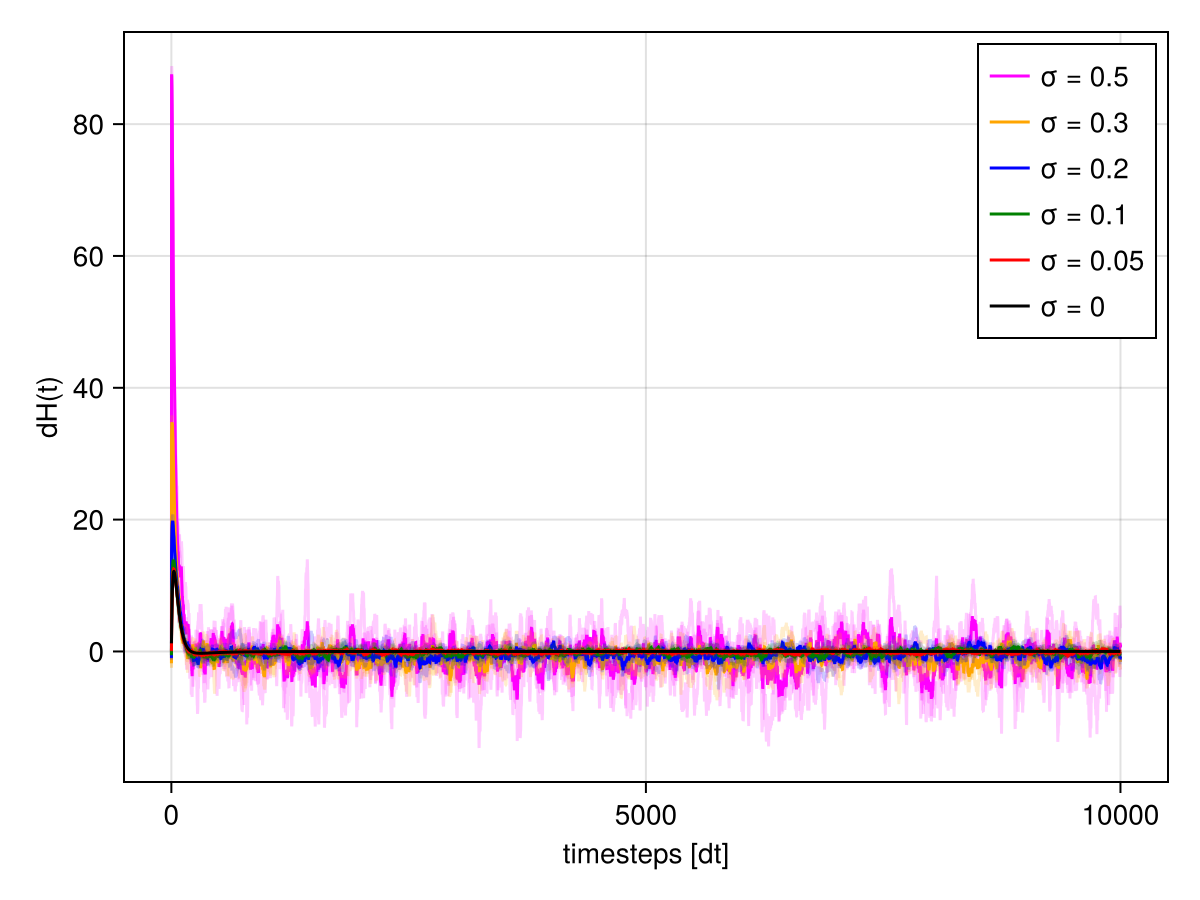 dH(t)
80
60
40
20
0
0
5000
10000
timesteps [dt]
σ = 0.5
σ = 0.3
σ = 0.2
σ = 0.1
σ = 0.05
σ = 0